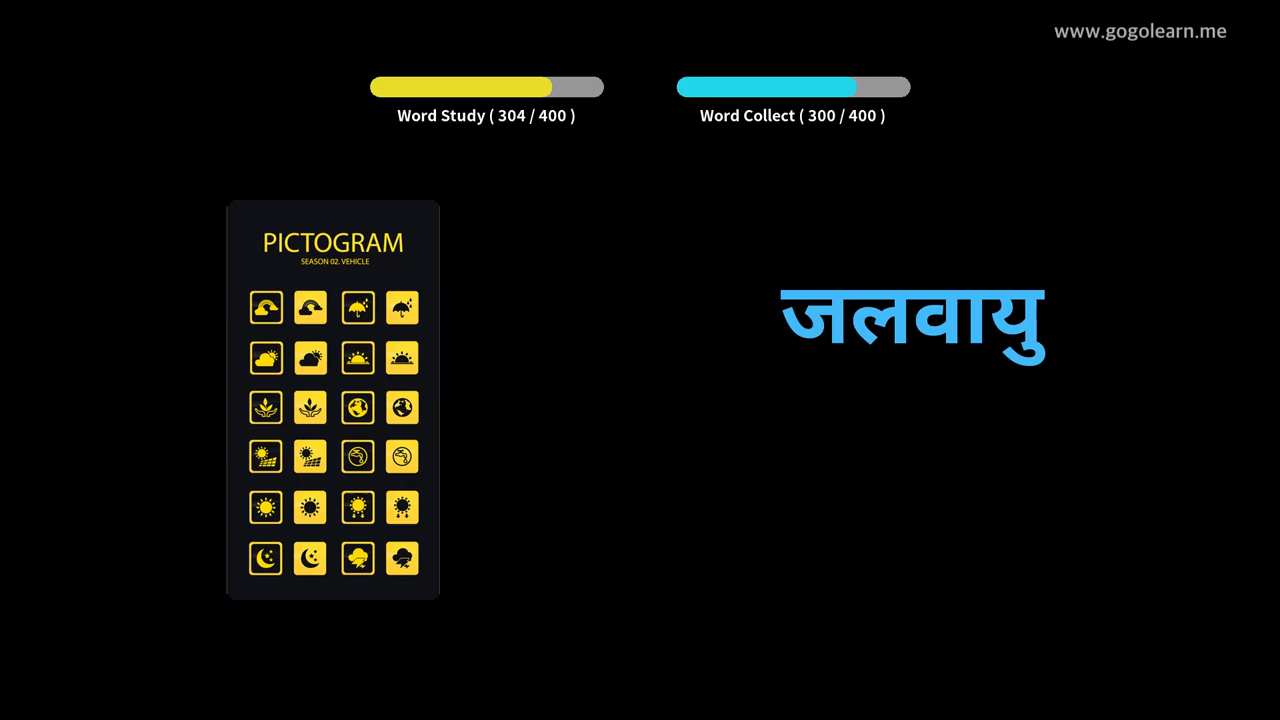 www.gogolearn.me
Word Study ( 304 / 400 )
Word Collect ( 300 / 400 )
PICTOGRAM
SEASON 02. VEHICLE
जलवायु